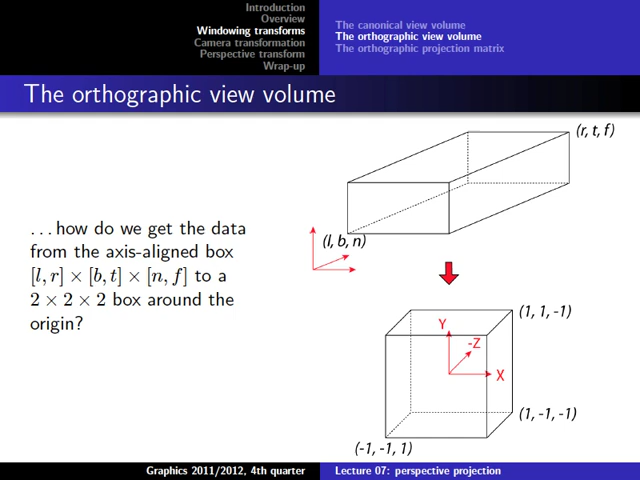 Introduction
Overview
Windowing transforms
Camera transformation
Perspective transform
Wrap-up
The canonical view volume
The orthographic view volume
The orthographic projection matrix
The orthographic view volume
. . . how do we get the data
from the axis-aligned box
[l, r] × [b, t] × [n, f] to a
2 × 2 × 2 box around the
origin?
(r, t, f)
(l, b, n)
(1, 1, -1)
Y
-Z
X
(1, -1, -1)
(-1, -1, 1)
Graphics 2011/2012, 4th quarter
Lecture 07: perspective projection